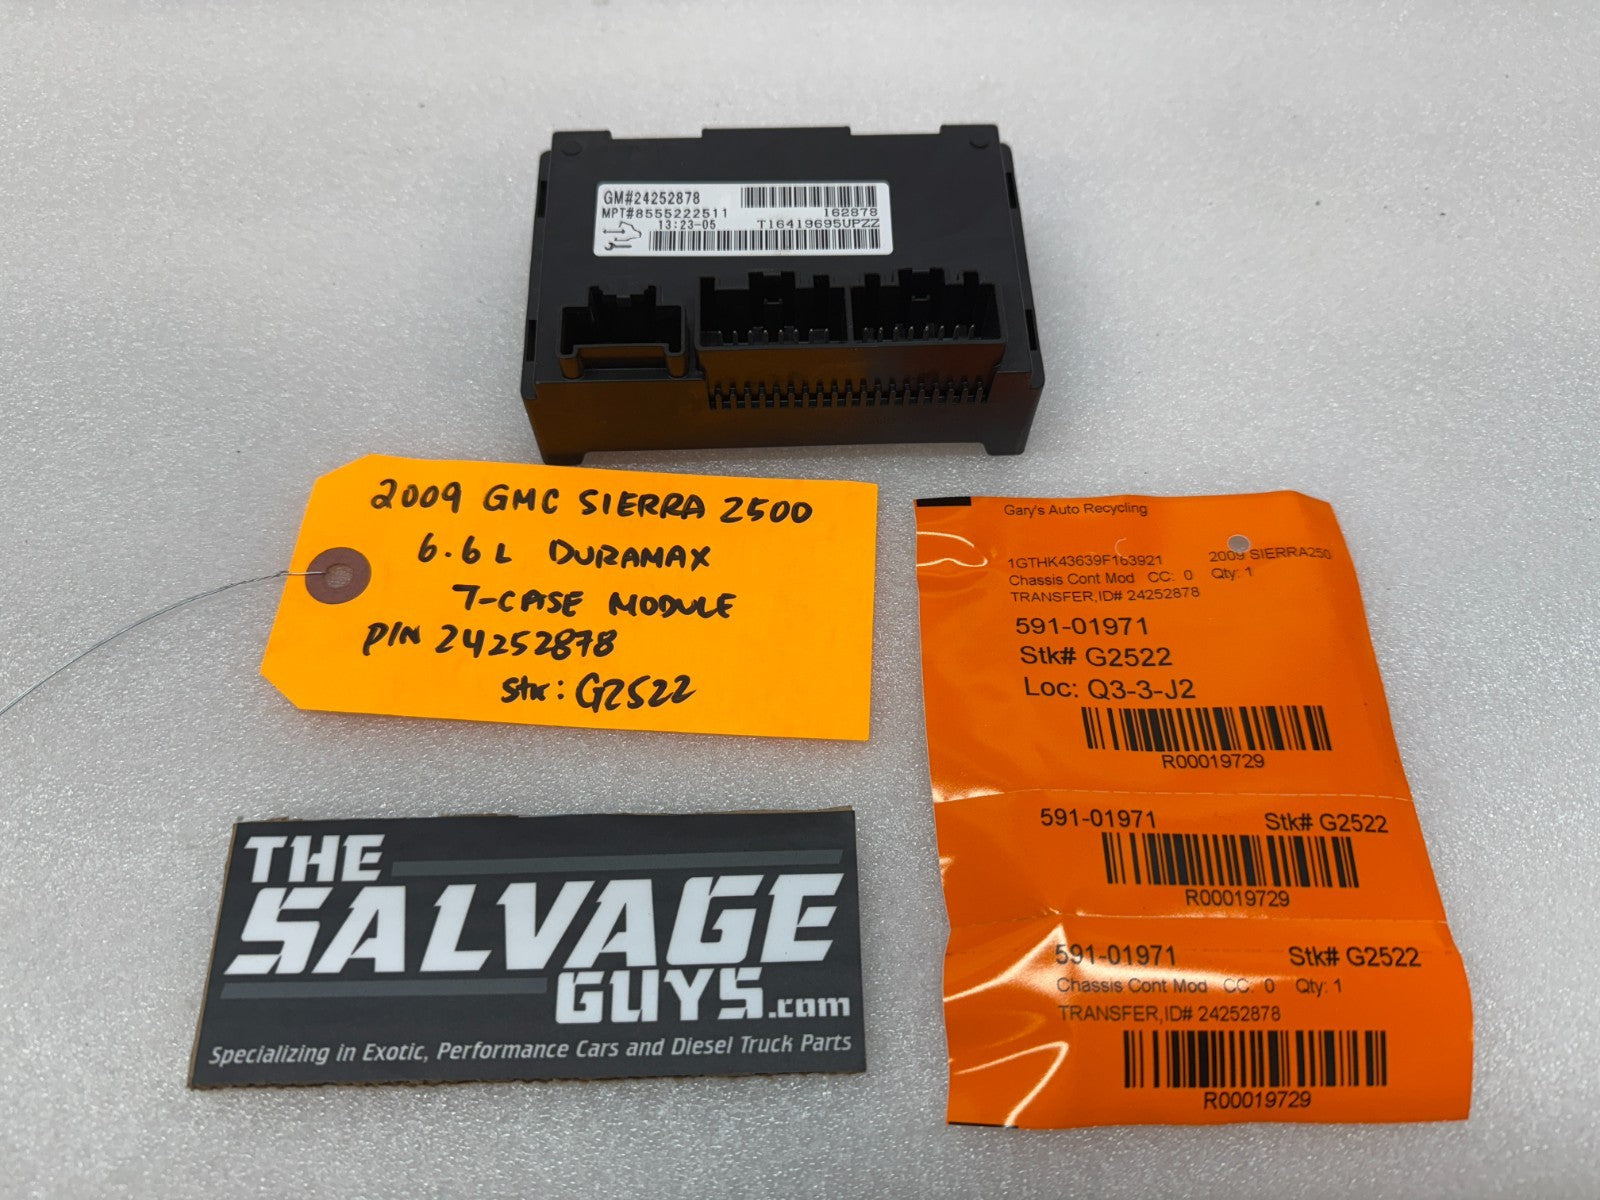 GM#24252878
MPT#8555222511
162878
13:23-05
T16419695UPZZ
2009 GMC SIERRA 2500
6.6L DURAMAX
T-CASE MODULE
P/N 24252878
Stk: G2522
Gary's Auto Recycling
1GTHK43639F163921 2009 SIERRA250
Chassis Cont Mod CC: 0 Qty: 1
TRANSFER,ID# 24252878
591-01971
Stk# G2522
Loc: Q3-3-J2
R00019729
591-01971 Stk# G2522
R00019729
591-01971 Stk# G2522
Chassis Cont Mod CC: 0 Qty: 1
TRANSFER,ID# 24252878
R00019729
THE
SALVAGE
GUYS.com
Specializing in Exotic, Performance Cars and Diesel Truck Parts